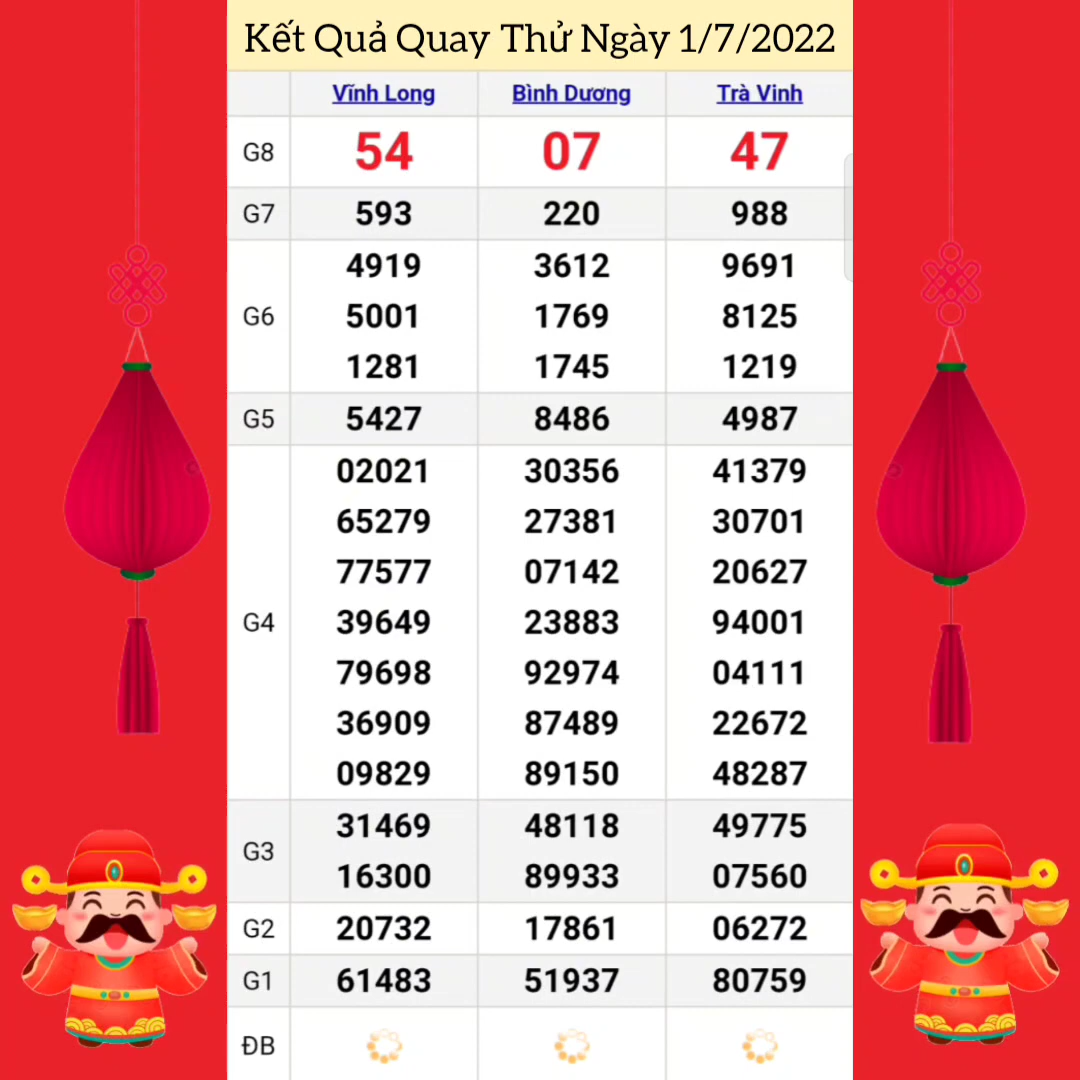 Kết Quả Quay Thử Ngày 1/7/2022
Vĩnh Long Bình Dương Trà Vinh
G8 54 07 47
G7 593 220 988
4919 3612 9691
G6 5001 1769 8125
1281 1745 1219
G5 5427 8486 4987
02021 30356 41379
65279 27381 30701
77577 07142 20627
G4 39649 23883 94001
79698 92974 04111
36909 87489 22672
09829 89150 48287
31469 48118 49775
G3
16300 89933 07560
G2 20732 17861 06272
G1 61483 51937 80759
ĐB